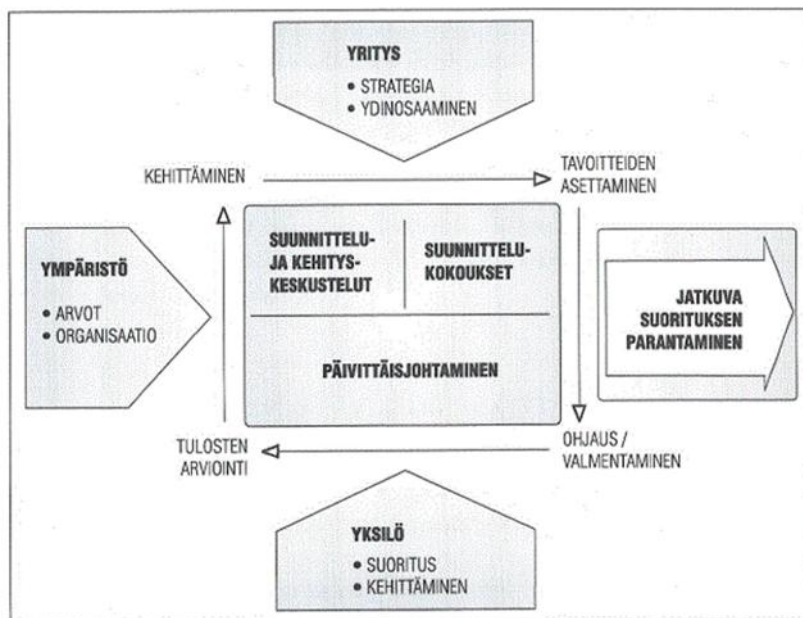 YRITYS
• STRATEGIA
• YDINOSAAMINEN
KEHITTÄMINEN
TAVOITTEIDEN
ASETTAMINEN
YMPÄRISTÖ
• ARVOT
• ORGANISAATIO
SUUNNITTELU-
JA KEHITYS-
KESKUSTELUT
SUUNNITTELU-
KOKOUKSET
PÄIVITTÄISJOHTAMINEN
JATKUVA
SUORITUKSEN
PARANTAMINEN
TULOSTEN
ARVIOINTI
OHJAUS /
VALMENTAMINEN
YKSILÖ
• SUORITUS
• KEHITTÄMINEN